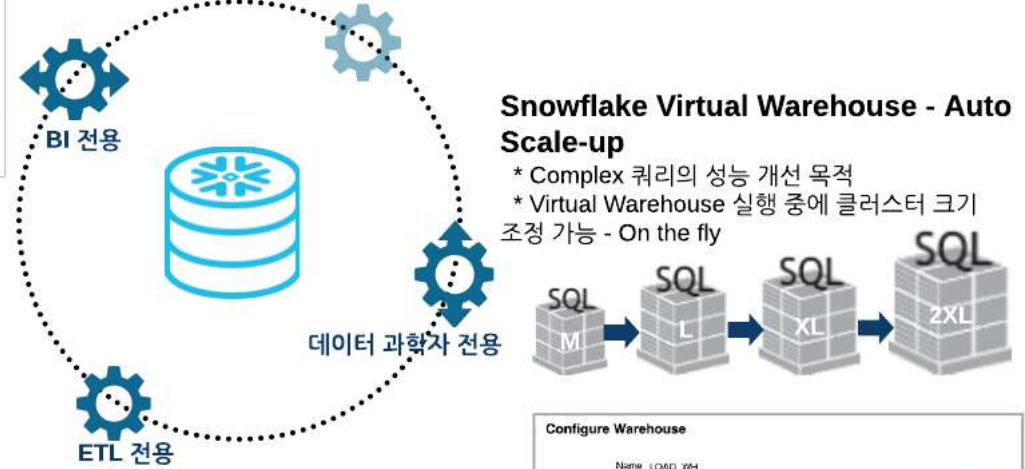 BI 전용
데이터 과학자 전용
ETL 전용
Snowflake Virtual Warehouse - Auto
Scale-up
* Complex 쿼리의 성능 개선 목적
* Virtual Warehouse 실행 중에 클러스터 크기
조정 가능 - On the fly
SQL SQL SQL SQL
M L XL 2XL
Configure Warehouse
Name LOAD_WH